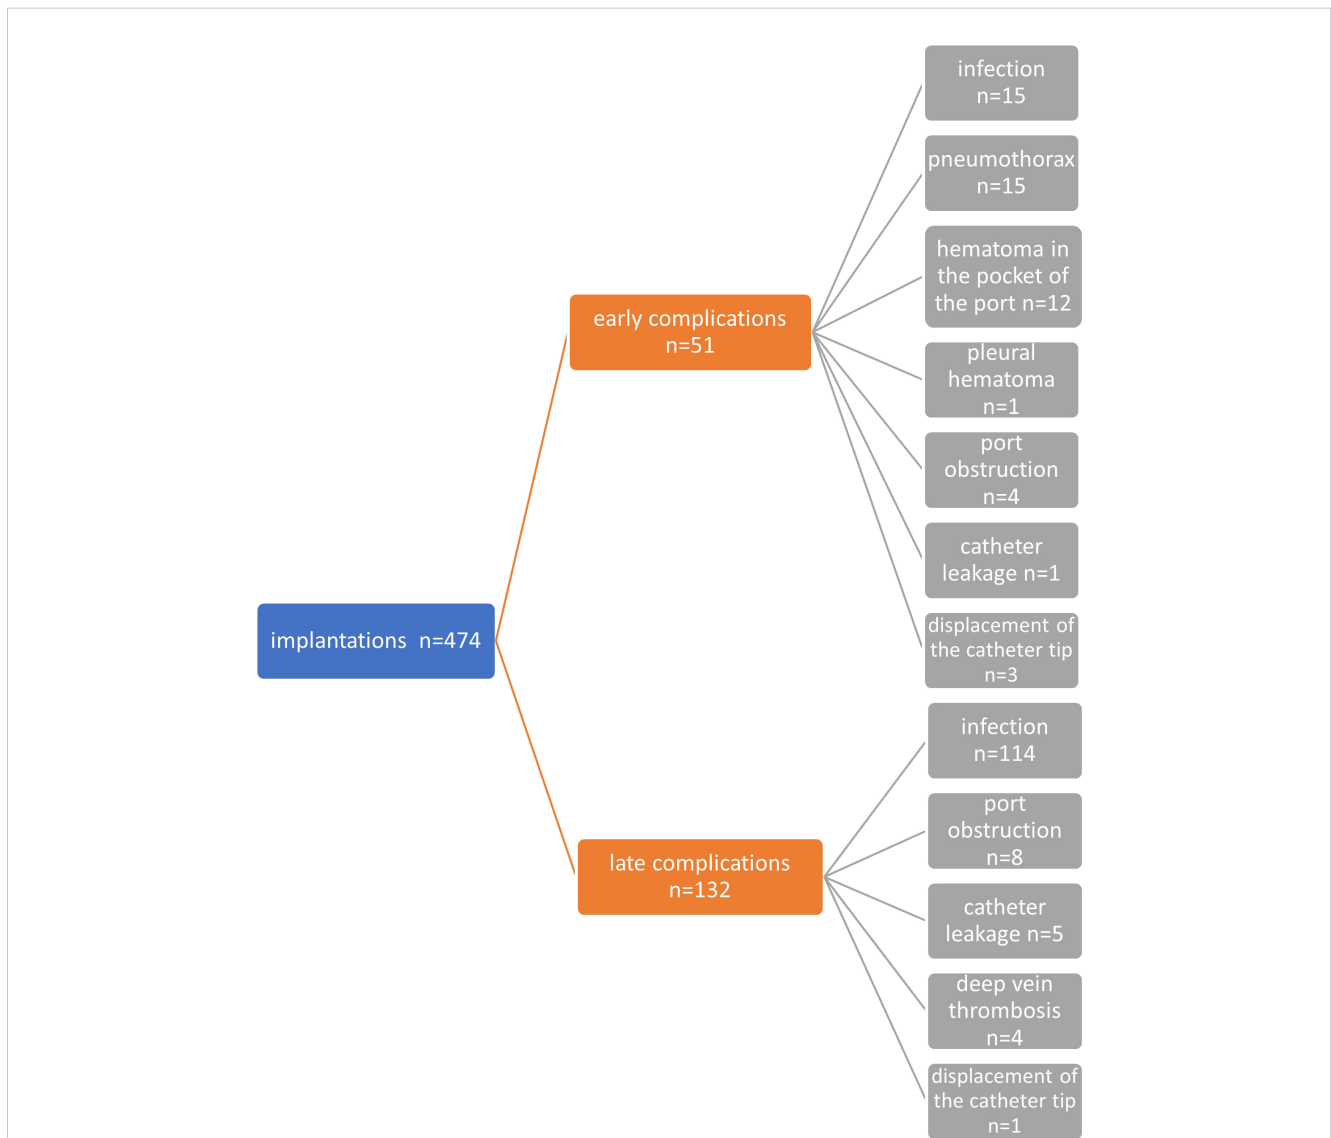 implantations  n=474
early complications
n=51
infection
n=15
pneumothorax
n=15
hematoma in
the pocket of
the port n=12
pleural
hematoma
n=1
port
obstruction
n=4
catheter
leakage n=1
displacement of
the catheter tip
n=3
late complications
n=132
infection
n=114
port
obstruction
n=8
catheter
leakage n=5
deep vein
thrombosis
n=4
displacement of
the catheter tip
n=1